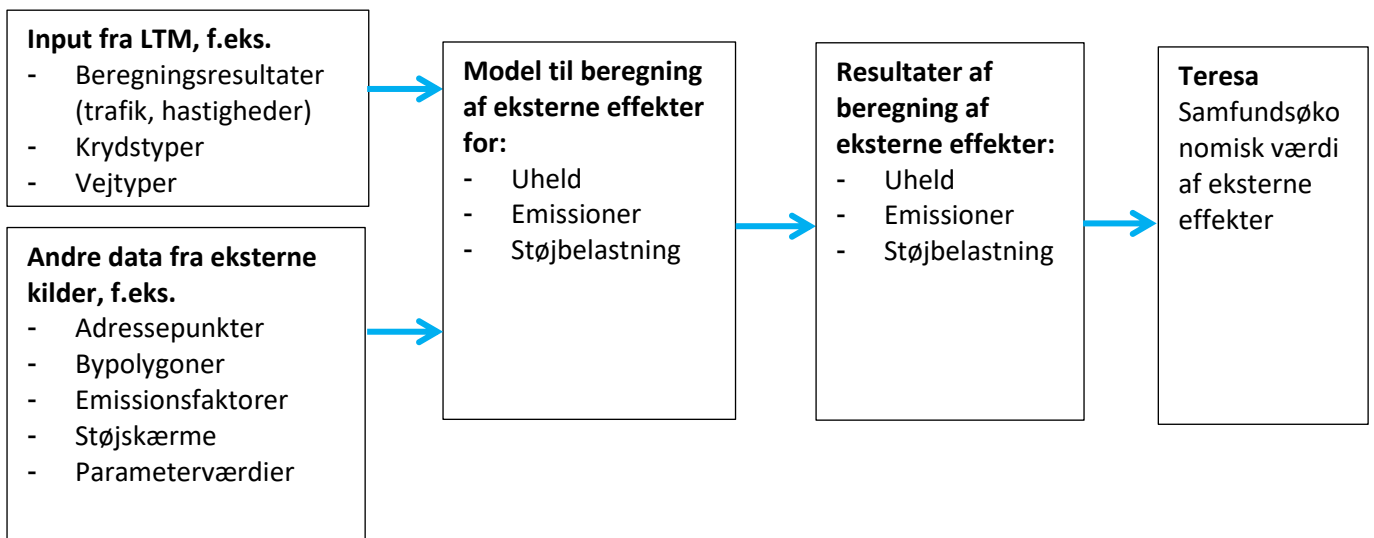 Input fra LTM, f.eks.
- Beregningsresultater
(trafik, hastigheder)
- Krydstyper
- Vejtyper
Andre data fra eksterne
kilder, f.eks.
- Adressepunkter
- Bypolygoner
- Emissionsfaktorer
- Støjskærme
- Parameterværdier
Model til beregning
af eksterne effekter
for:
- Uheld
- Emissioner
- Støjbelastning
Resultater af
beregning af
eksterne effekter:
- Uheld
- Emissioner
- Støjbelastning
Teresa
Samfundsøko
nomisk værdi
af eksterne
effekter